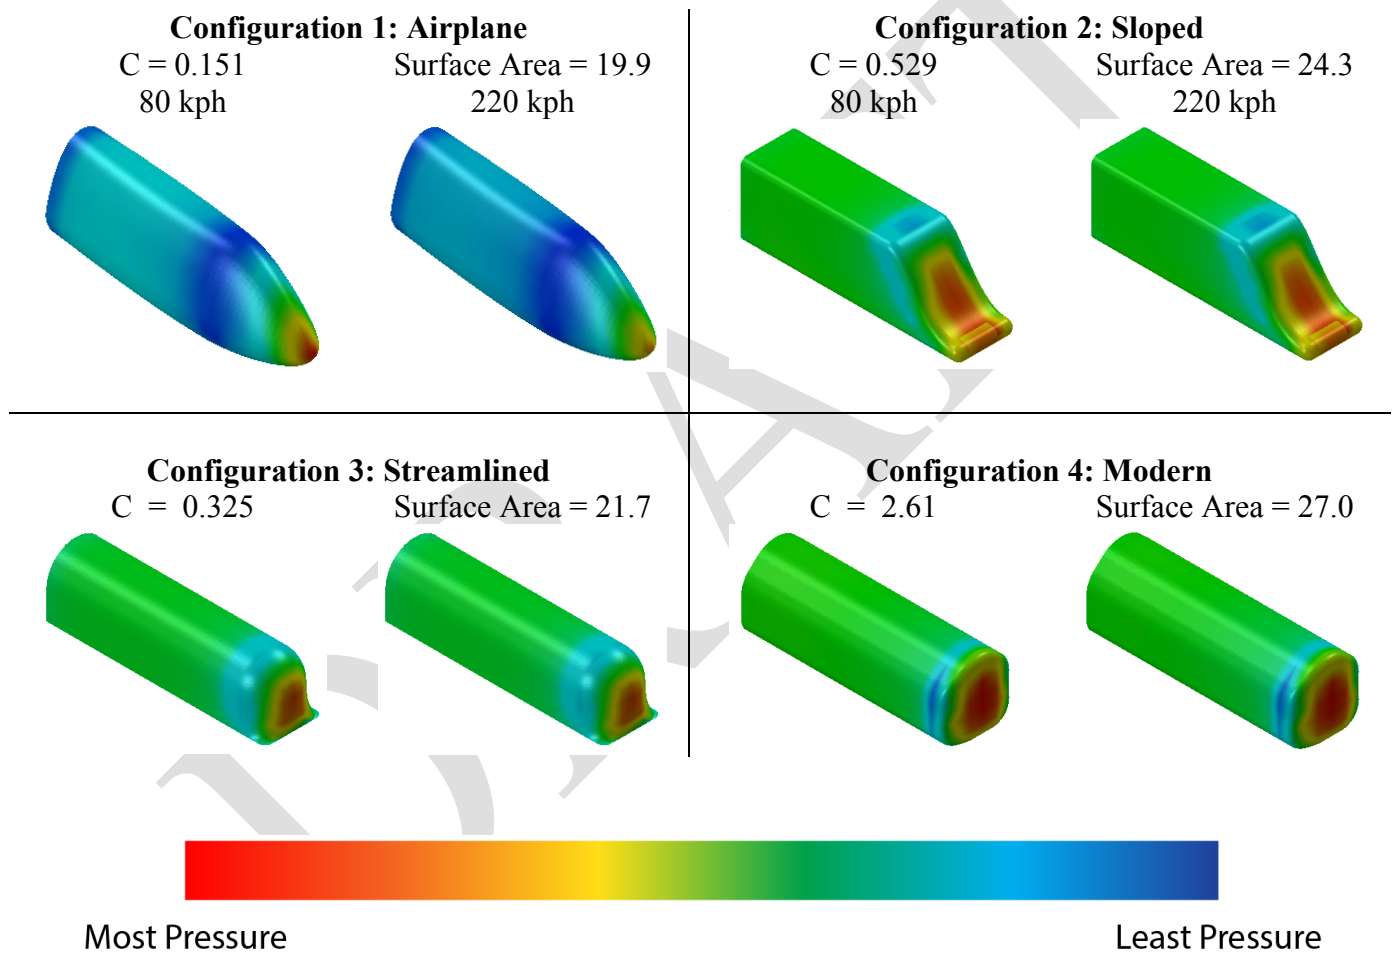 Configuration 1: Airplane
C = 0.151 Surface Area = 19.9
80 kph 220 kph
Configuration 2: Sloped
C = 0.529 Surface Area = 24.3
80 kph 220 kph
Configuration 3: Streamlined
C = 0.325 Surface Area = 21.7
Configuration 4: Modern
C = 2.61 Surface Area = 27.0
Most Pressure Least Pressure